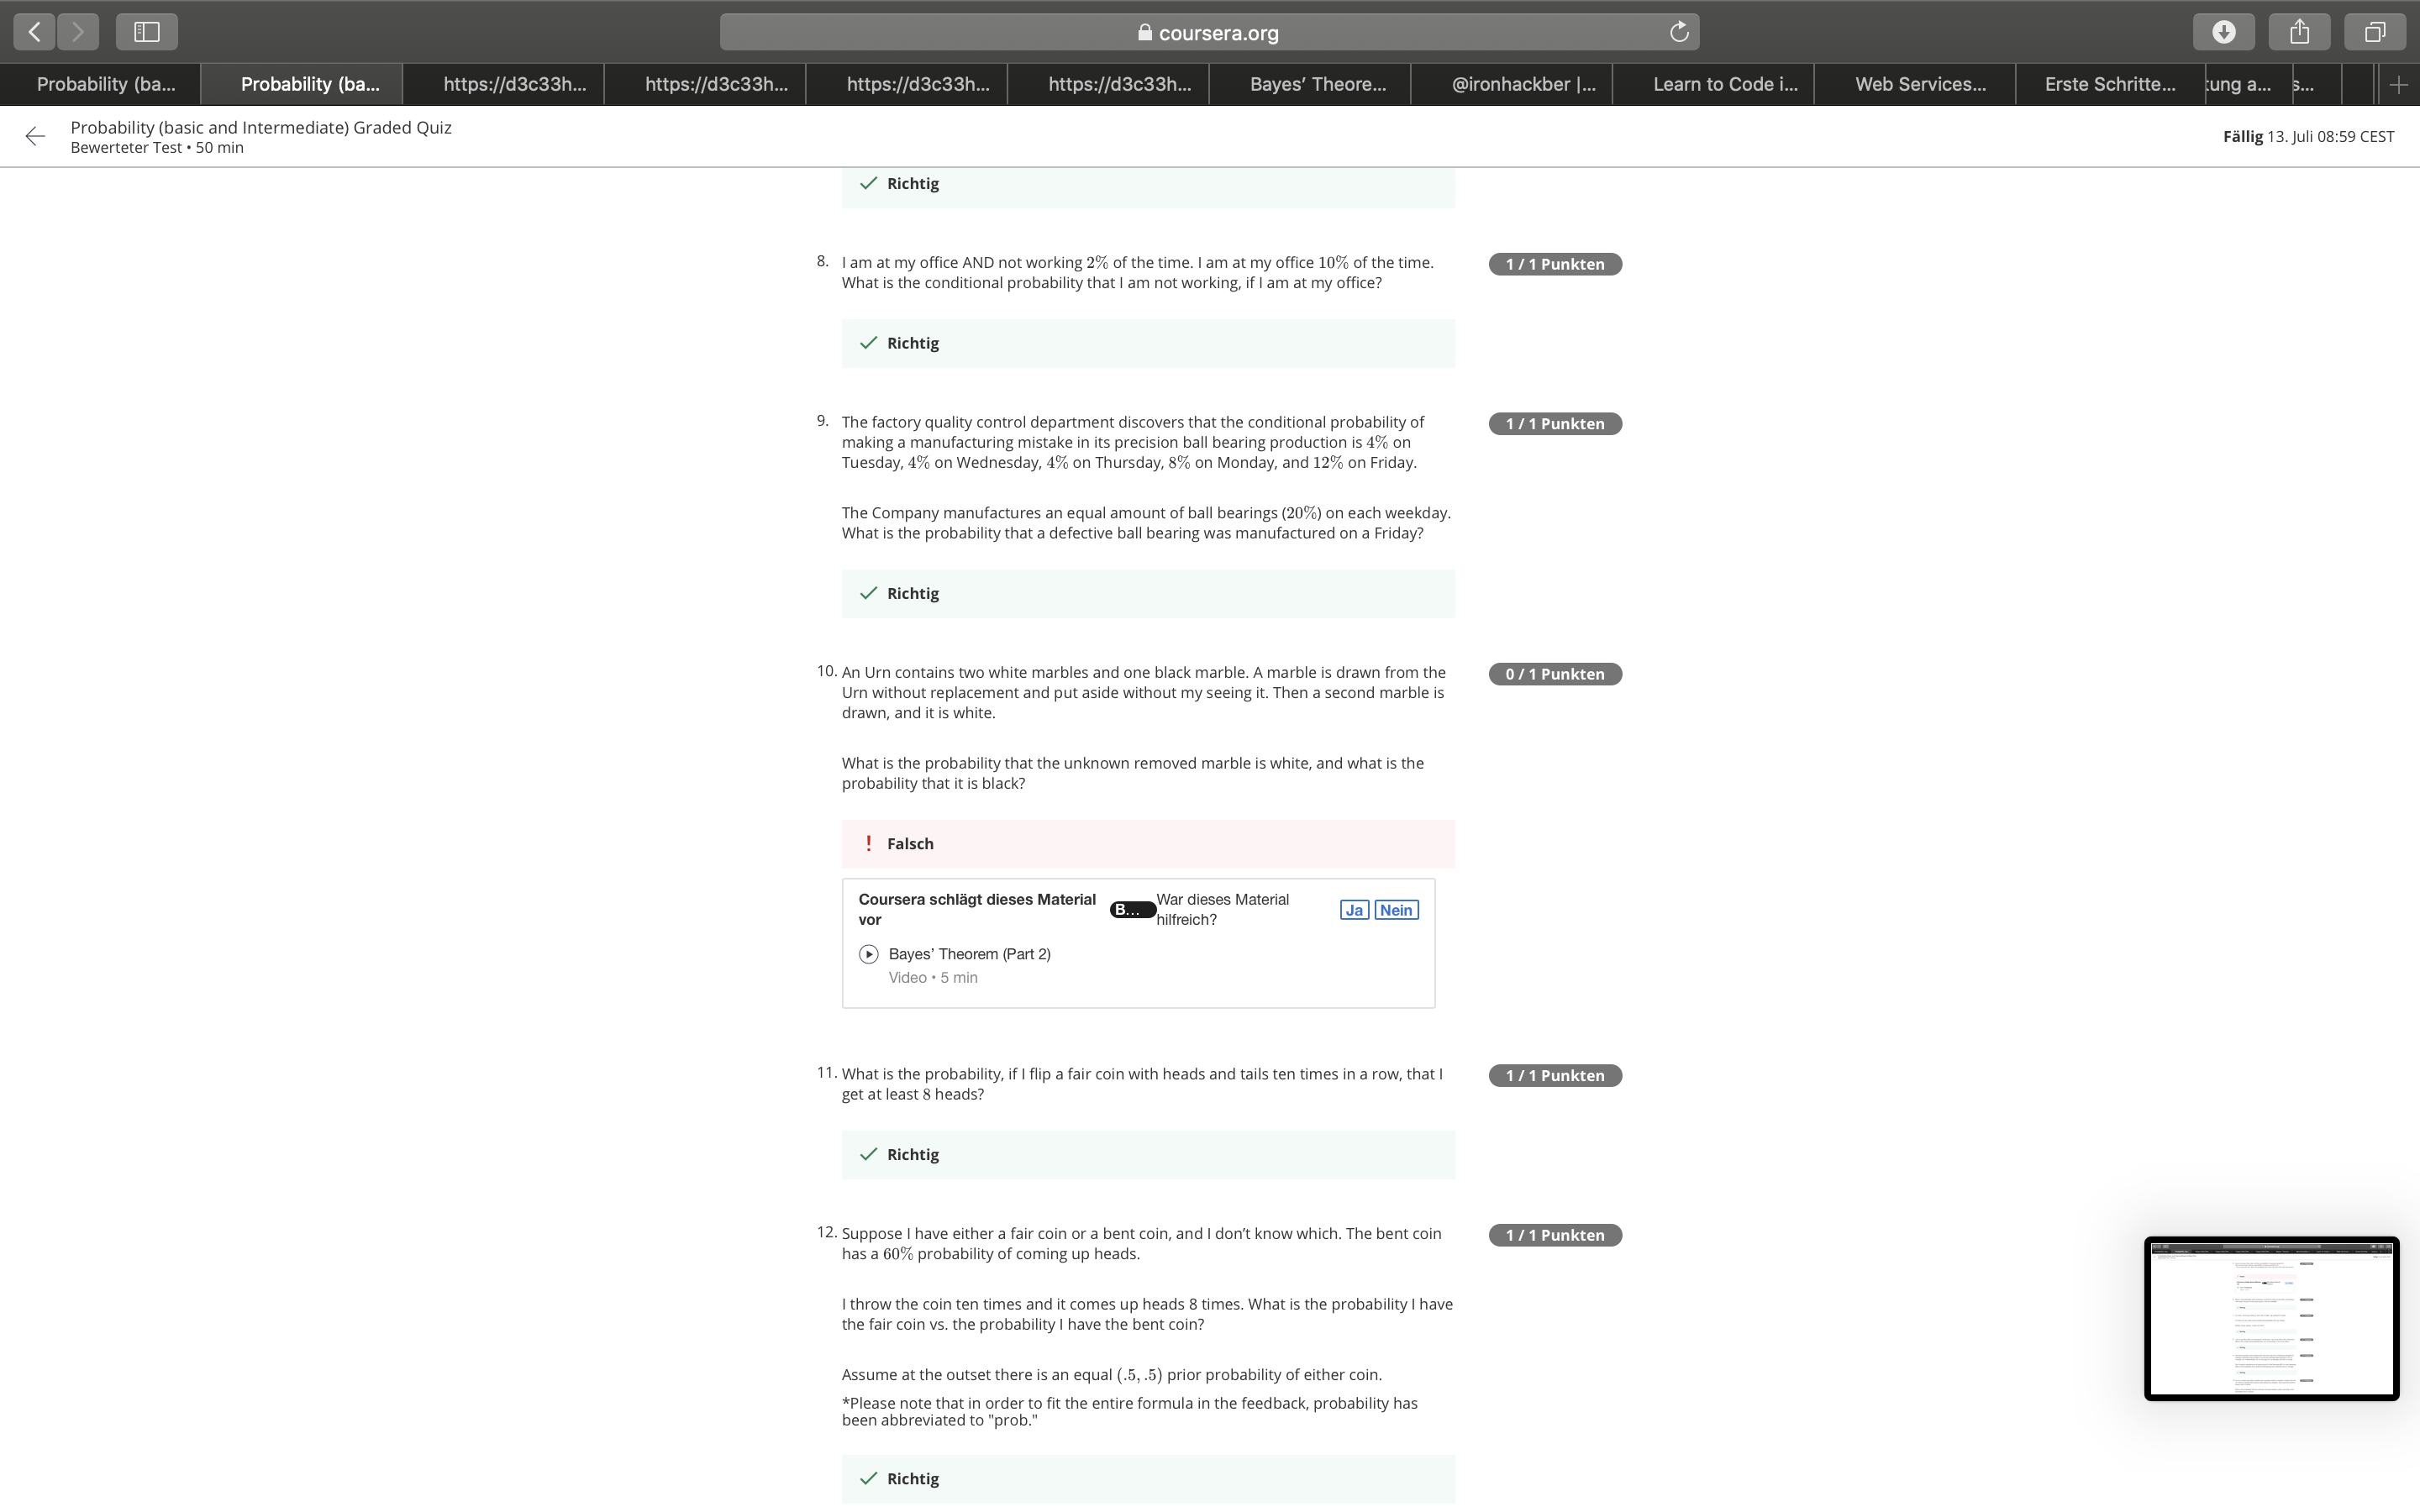 coursera.org
Probability (ba...
Probability (ba...
https://d3c33h...
https://d3c33h...
https://d3c33h...
https://d3c33h...
Bayes’ Theore...
@ironhackber |...
Learn to Code i...
Web Services...
Erste Schritte...
tung a...
s...
Probability (basic and Intermediate) Graded Quiz
Bewerteter Test • 50 min
Fällig 13. Juli 08:59 CEST
Richtig
8. I am at my office AND not working 2% of the time. I am at my office 10% of the time.
What is the conditional probability that I am not working, if I am at my office?
1 / 1 Punkten
Richtig
9. The factory quality control department discovers that the conditional probability of
making a manufacturing mistake in its precision ball bearing production is 4% on
Tuesday, 4% on Wednesday, 4% on Thursday, 8% on Monday, and 12% on Friday.
1 / 1 Punkten
The Company manufactures an equal amount of ball bearings (20%) on each weekday.
What is the probability that a defective ball bearing was manufactured on a Friday?
Richtig
10. An Urn contains two white marbles and one black marble. A marble is drawn from the
Urn without replacement and put aside without my seeing it. Then a second marble is
drawn, and it is white.
0 / 1 Punkten
What is the probability that the unknown removed marble is white, and what is the
probability that it is black?
Falsch
Coursera schlägt dieses Material
vor
B...
War dieses Material
hilfreich?
Ja Nein
Bayes’ Theorem (Part 2)
Video • 5 min
11. What is the probability, if I flip a fair coin with heads and tails ten times in a row, that I
get at least 8 heads?
1 / 1 Punkten
Richtig
12. Suppose I have either a fair coin or a bent coin, and I don’t know which. The bent coin
has a 60% probability of coming up heads.
1 / 1 Punkten
I throw the coin ten times and it comes up heads 8 times. What is the probability I have
the fair coin vs. the probability I have the bent coin?
Assume at the outset there is an equal (.5, .5) prior probability of either coin.
*Please note that in order to fit the entire formula in the feedback, probability has
been abbreviated to "prob."
Richtig